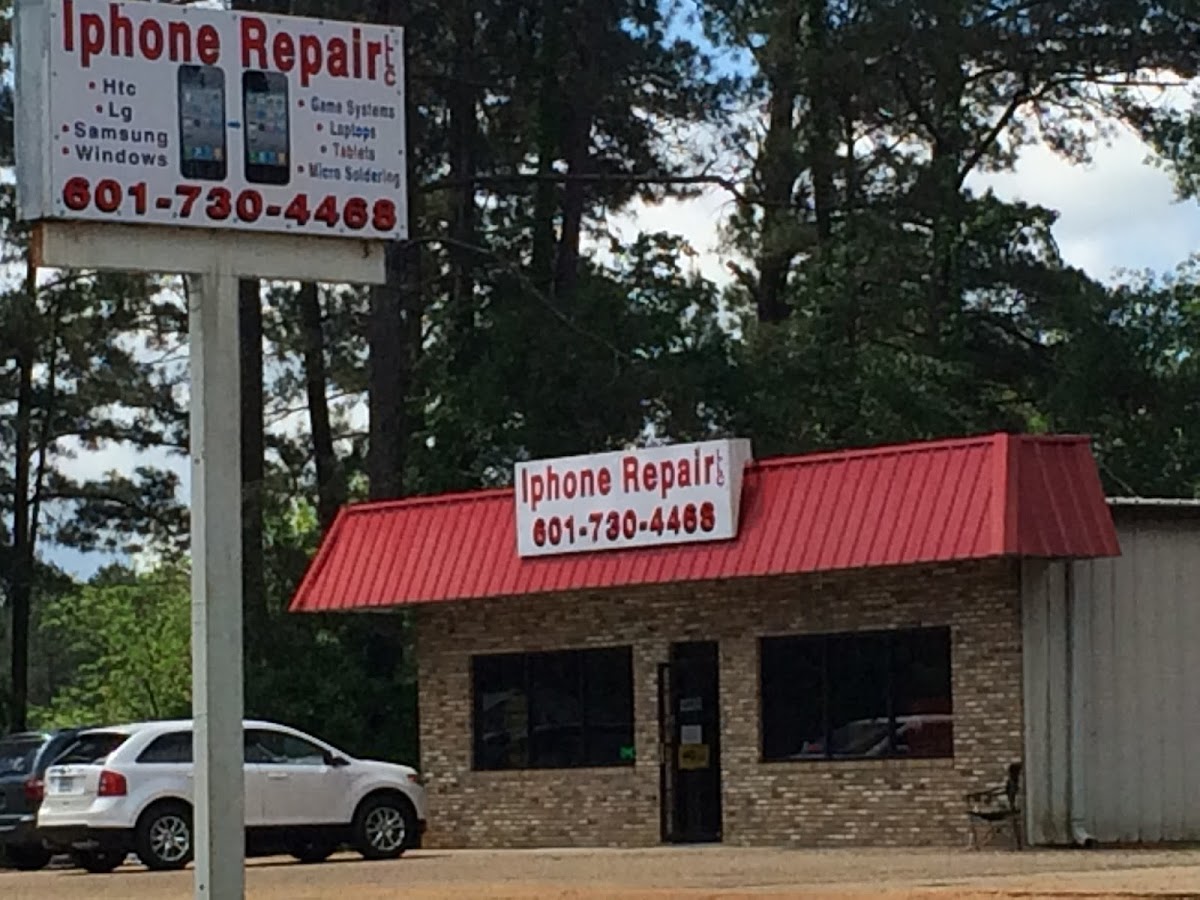 Iphone Repair LLC
• Htc
• Lg
• Samsung
• Windows
• Game Systems
• Laptops
• Tablets
• Micro Soldering
601-730-4468
Iphone Repair LLC
601-730-4468